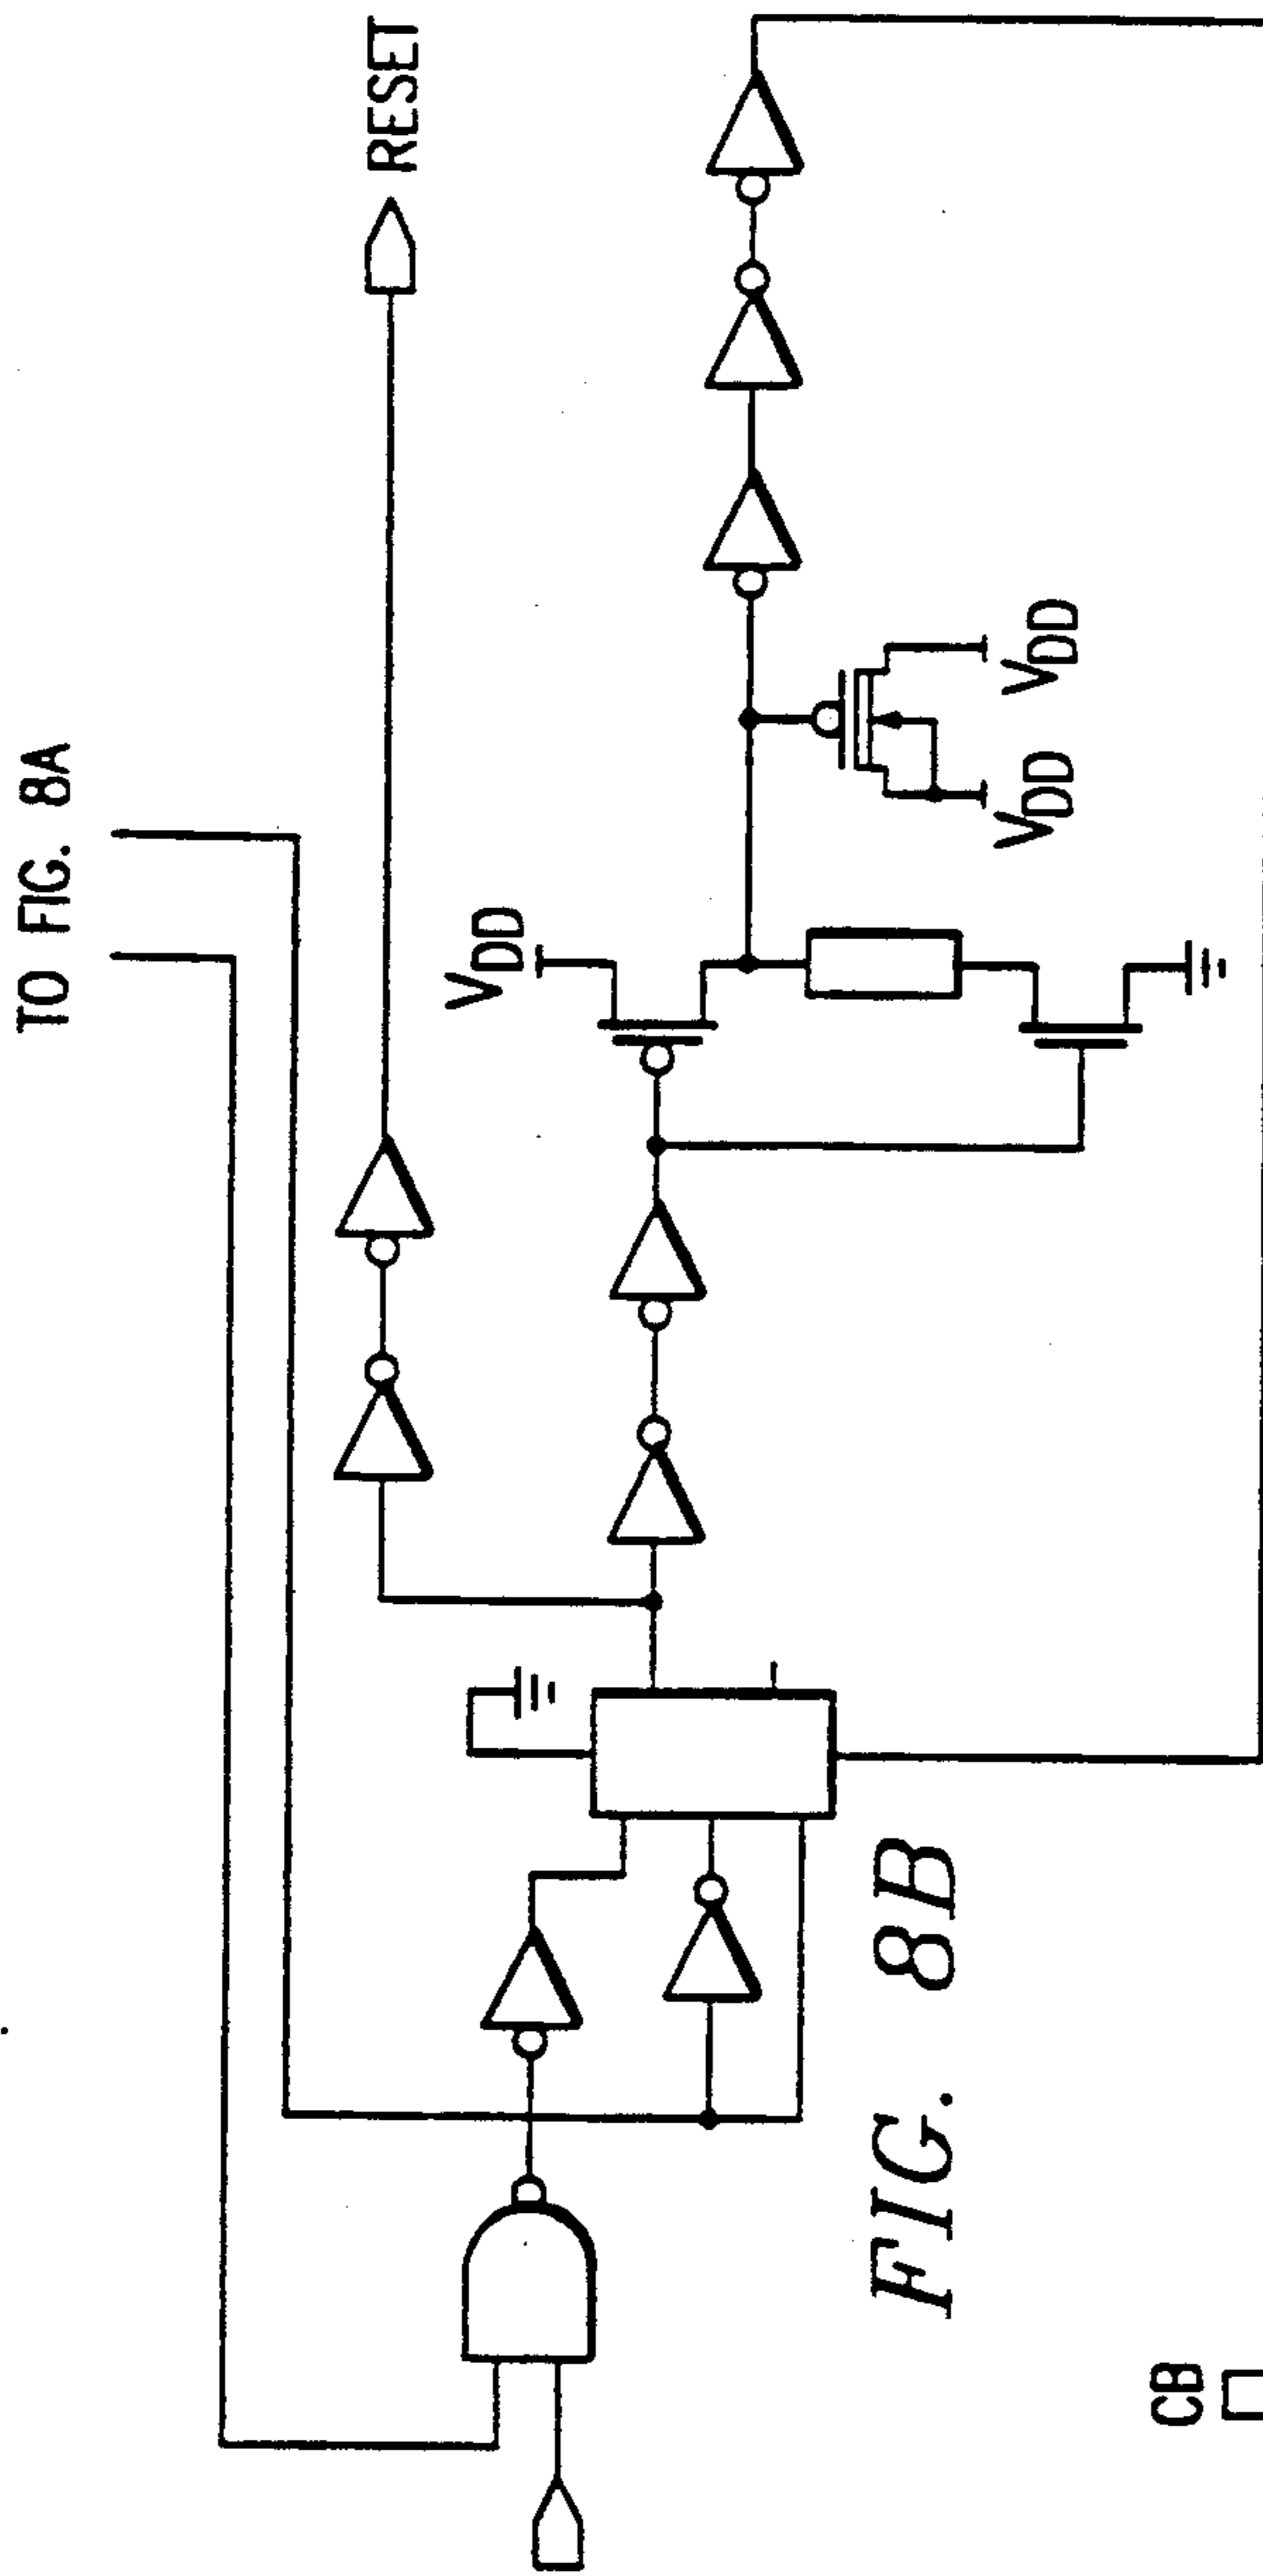 TO FIG. 8A
RESET
VDD
VDD
VDD
FIG. 8B
CB